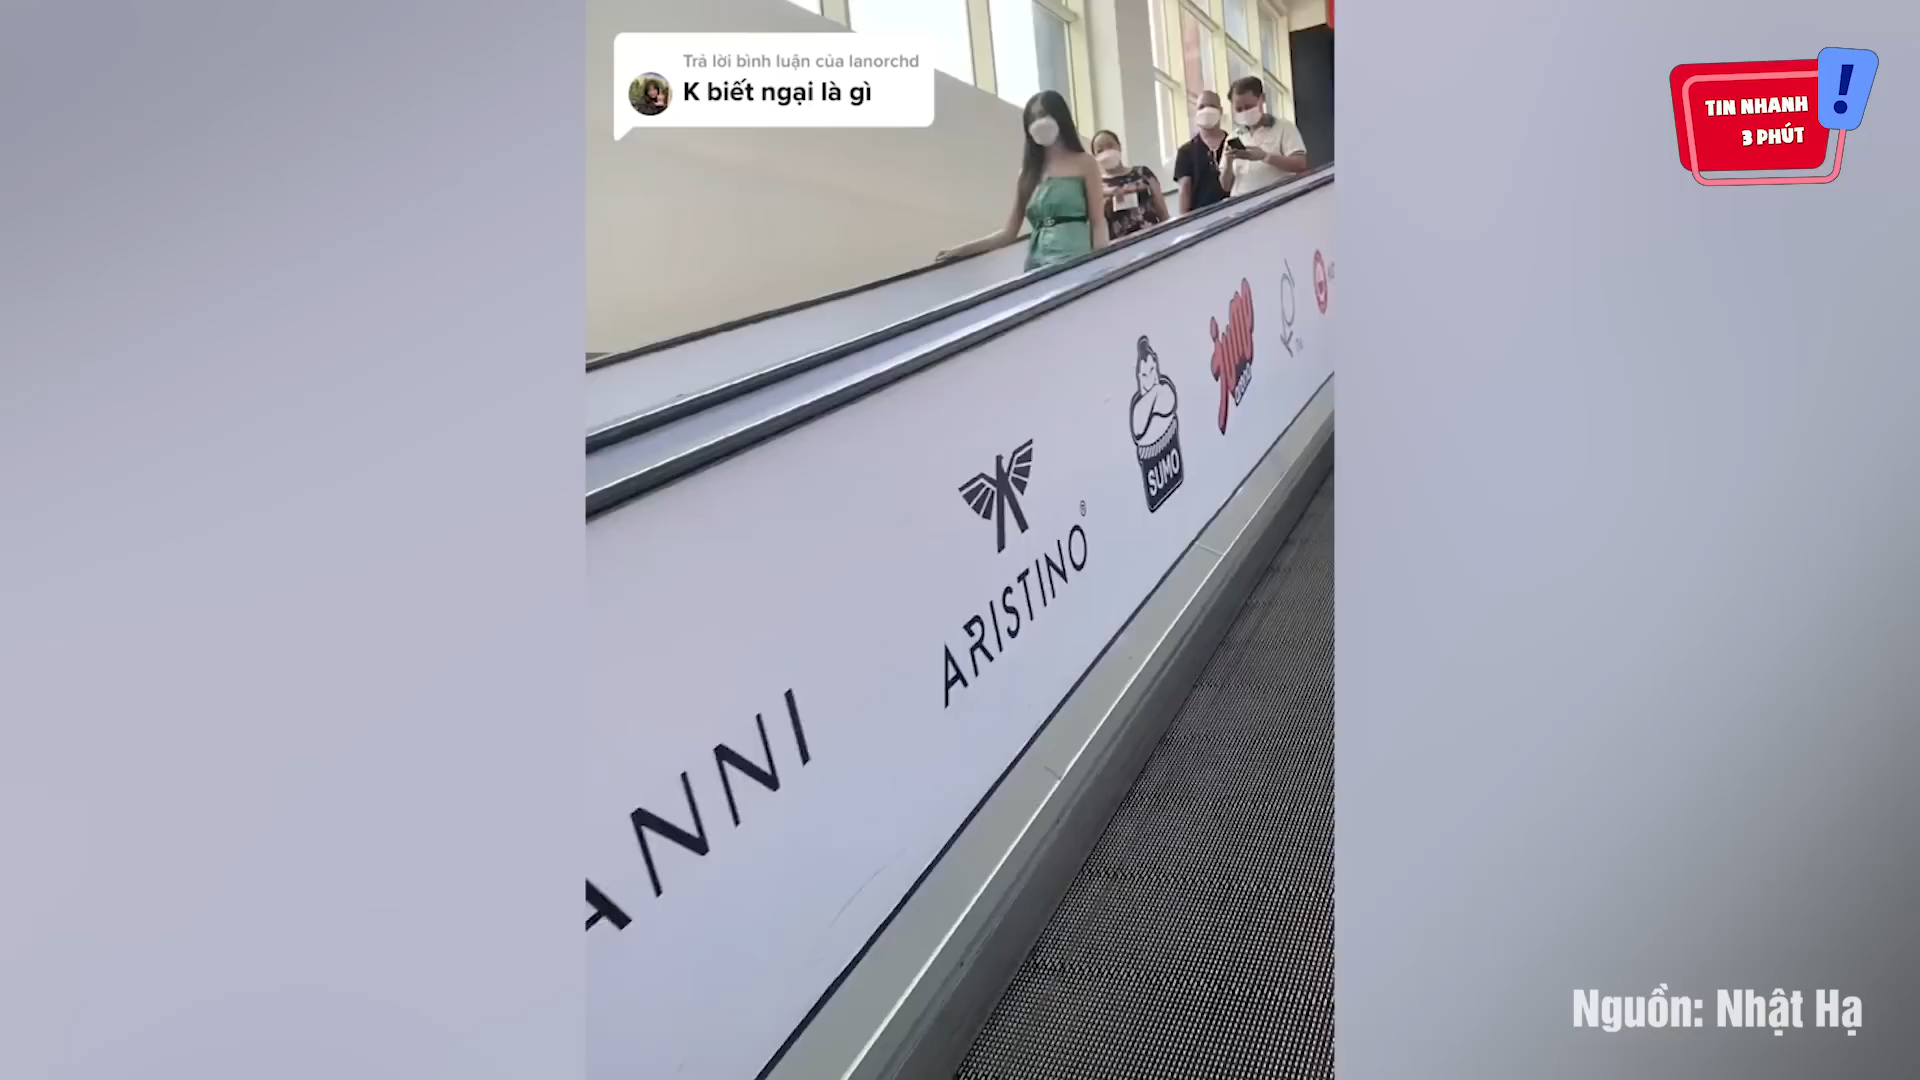 Trả lời bình luận của lanorchd
K biết ngại là gì
TIN NHANH
3 PHÚT
!
ANNI
ARISTINO®
SUMO
JUMP
Nguồn: Nhật Hạ